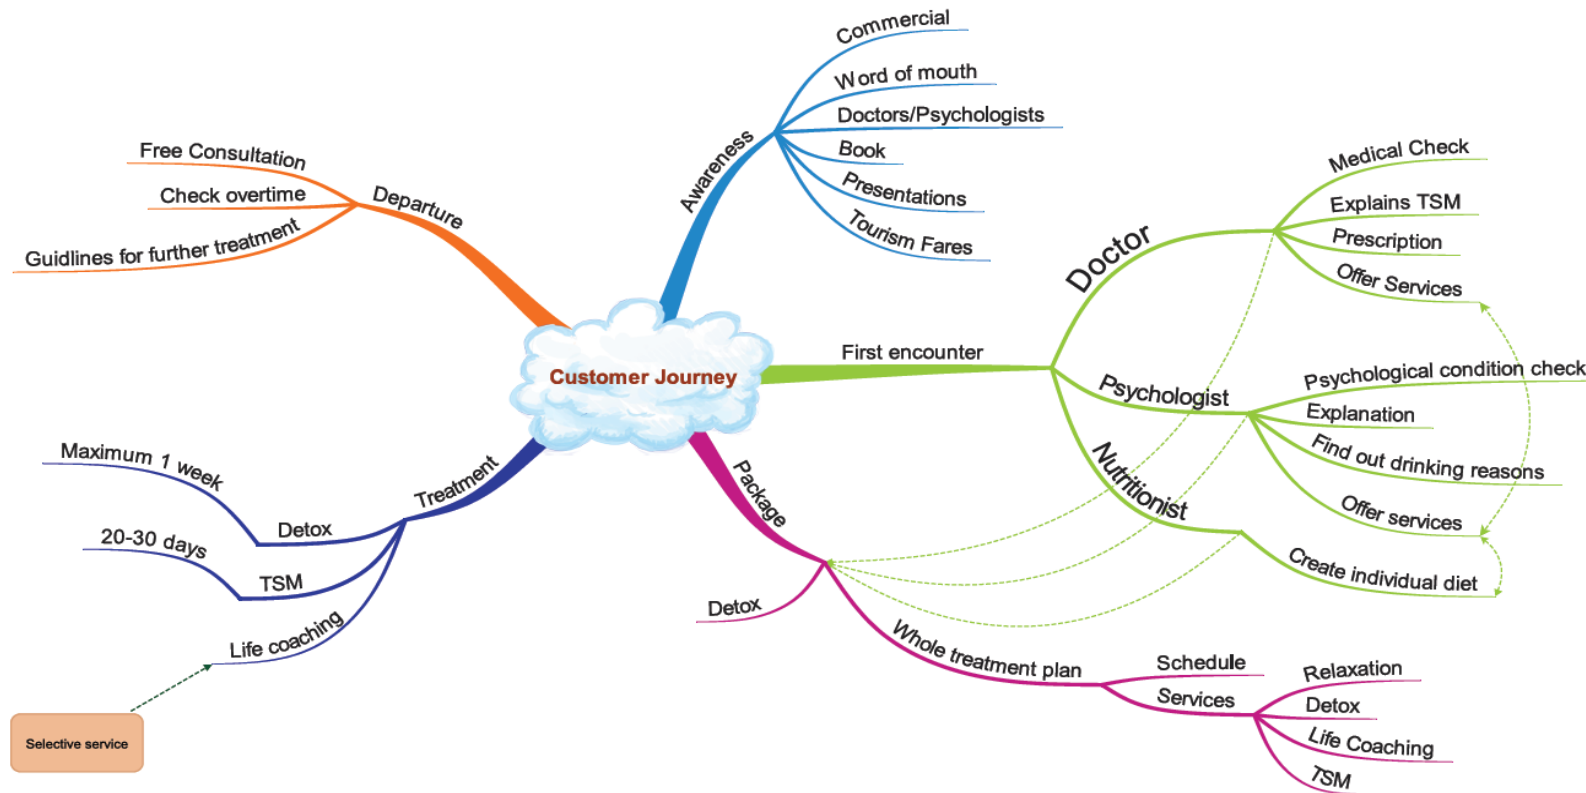 Customer Journey
Awareness
Commercial
Word of mouth
Doctors/Psychologists
Book
Presentations
Tourism Fares
First encounter
Doctor
Medical Check
Explains TSM
Prescription
Offer Services
Psychologist
Psychological condition check
Explanation
Find out drinking reasons
Offer services
Nutritionist
Create individual diet
Package
Detox
Whole treatment plan
Schedule
Services
Relaxation
Detox
Life Coaching
TSM
Treatment
Detox
Maximum 1 week
TSM
20-30 days
Life coaching
Selective service
Departure
Free Consultation
Check overtime
Guidlines for further treatment